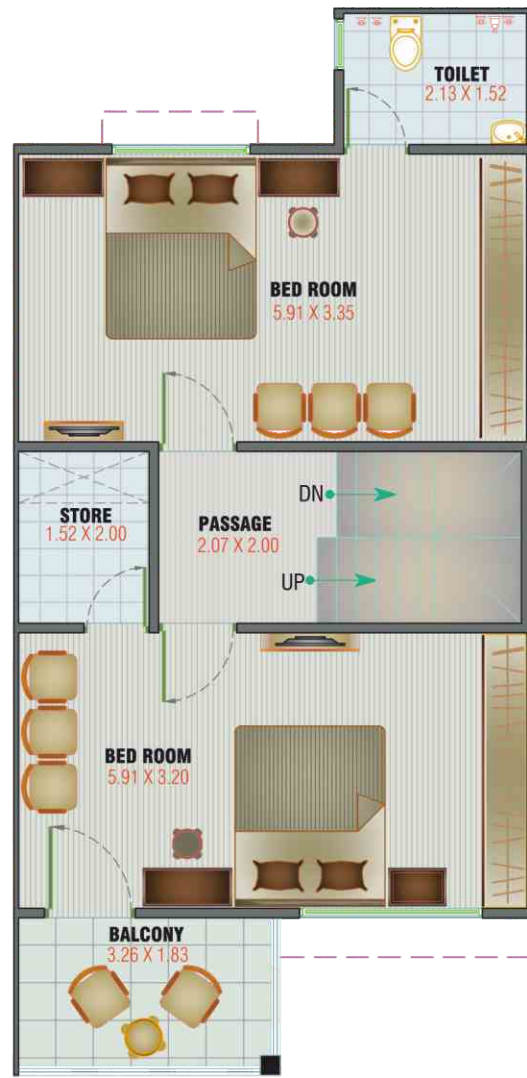 TOILET
2.13 X 1.52
BED ROOM
5.91 X 3.35
DN
STORE
1.52 X 2.00
PASSAGE
2.07 X 2.00
UP
BED ROOM
5.91 X 3.20
BALCONY
3.26 X 1.83